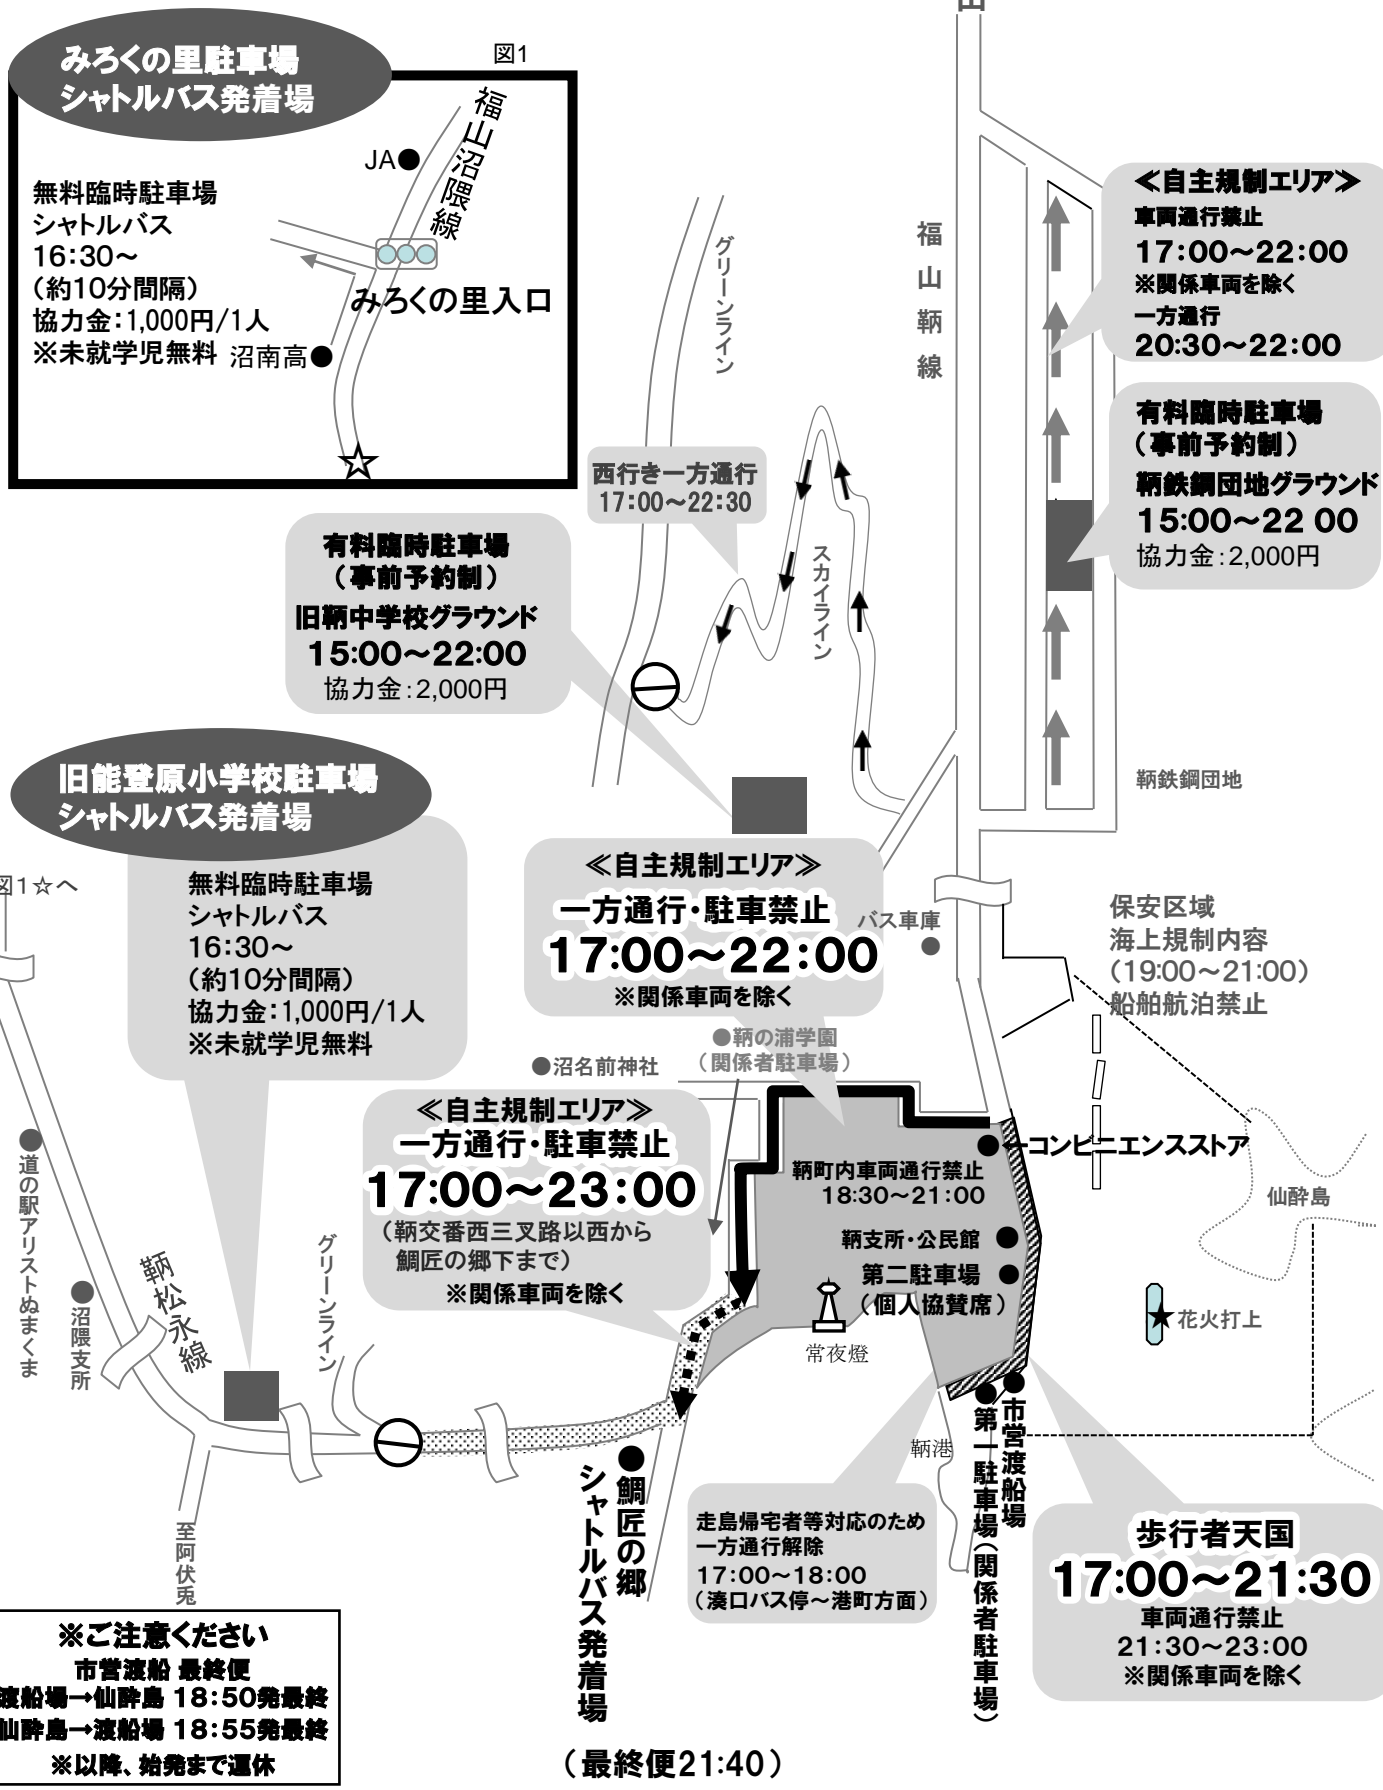 山
図1
みろくの里駐車場
シャトルバス発着場
福山沼隈線
JA●
無料臨時駐車場
シャトルバス
16:30～
(約10分間隔)
協力金:1,000円/1人
※未就学児無料
みろくの里入口
沼南高●
☆
グリーンライン
福山鞆線
≪自主規制エリア≫
車両通行禁止
17:00～22:00
※関係車両を除く
一方通行
20:30～22:00
有料臨時駐車場
(事前予約制)
鞆鉄鋼団地グラウンド
15:00～22 00
協力金:2,000円
西行き一方通行
17:00～22:30
スカイライン
有料臨時駐車場
(事前予約制)
旧鞆中学校グラウンド
15:00～22:00
協力金:2,000円
鞆鉄鋼団地
旧能登原小学校駐車場
シャトルバス発着場
無料臨時駐車場
シャトルバス
16:30～
(約10分間隔)
協力金:1,000円/1人
※未就学児無料
図1☆へ
≪自主規制エリア≫
一方通行・駐車禁止
17:00～22:00
※関係車両を除く
バス車庫
●
保安区域
海上規制内容
(19:00～21:00)
船舶航泊禁止
●鞆の浦学園
(関係者駐車場)
●沼名前神社
≪自主規制エリア≫
一方通行・駐車禁止
17:00～23:00
(鞆交番西三叉路以西から
鯛匠の郷下まで)
※関係車両を除く
●←コンビニエンスストア
鞆町内車両通行禁止
18:30～21:00
鞆支所・公民館 ●
第二駐車場 ●
(個人協賛席)
常夜燈
仙酔島
★花火打上
●道の駅アリストぬまくま
●沼隈支所
鞆松永線
グリーンライン
至阿伏兎
●鯛匠の郷
シャトルバス発着場
(最終便21:40)
鞆港
●市営渡船場
●第一駐車場(関係者駐車場)
走島帰宅者等対応のため
一方通行解除
17:00～18:00
(湊口バス停～港町方面)
歩行者天国
17:00～21:30
車両通行禁止
21:30～23:00
※関係車両を除く
※ご注意ください
市営渡船 最終便
渡船場→仙酔島 18:50発最終
仙酔島→渡船場 18:55発最終
※以降、始発まで運休